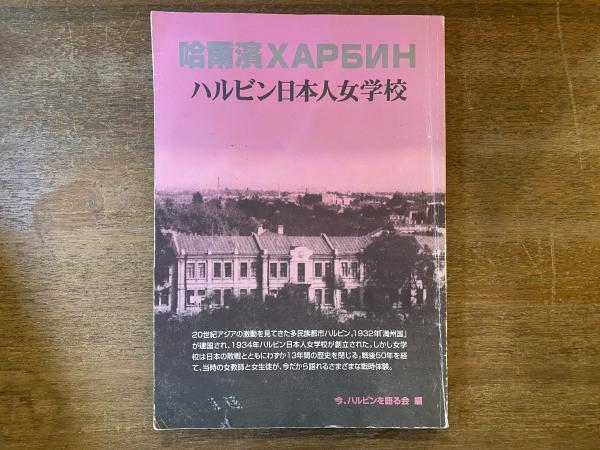 哈爾濱ХАРБИН
ハルビン日本人女学校
20世紀アジアの激動を見てきた多民族都市ハルビン。1932年「満州国」
が建国され、1934年ハルビン日本人女学校が創立された。しかし女学
校は日本の敗戦とともにわずか13年間の歴史を閉じる。戦後50年を経
て、当時の女教師と女生徒が、今だから語れるさまざまな戦時体験。
今、ハルビンを語る会 編